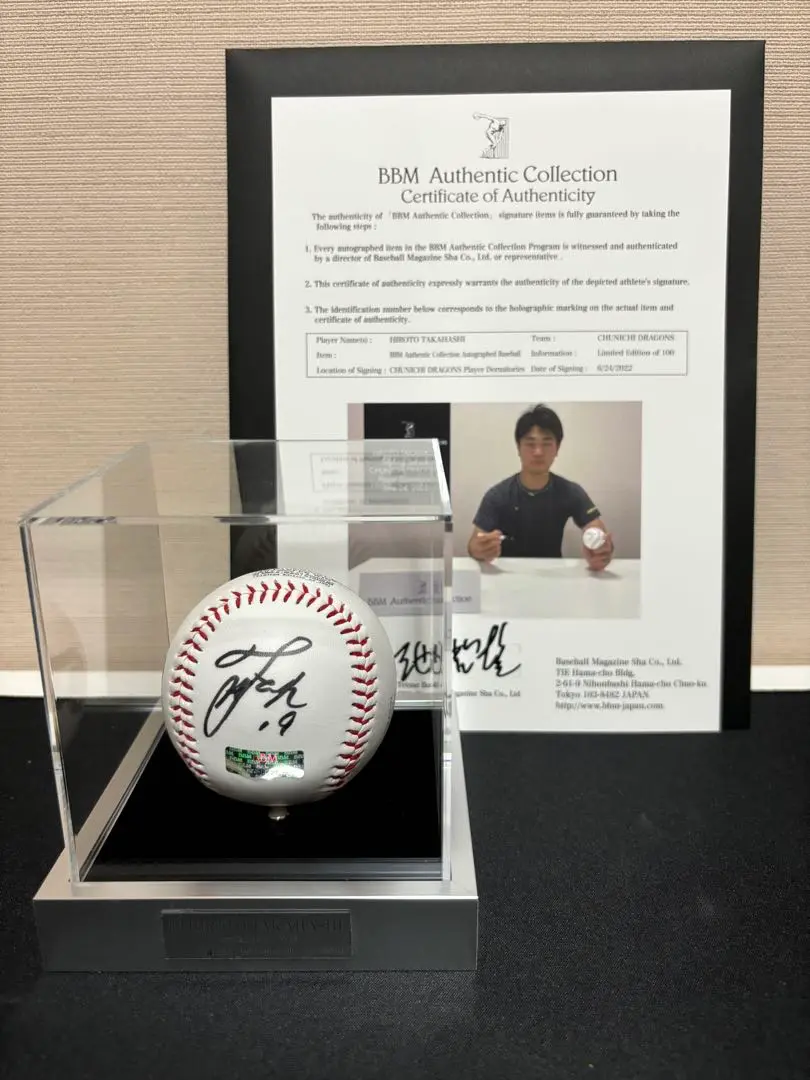 BBM Authentic Collection
Certificate of Authenticity
The authenticity of 「BBM Authentic Collection」 signature items is fully guaranteed by taking the
following steps :
1. Every autographed item in the BBM Authentic Collection Program is witnessed and authenticated
by a director of Baseball Magazine Sha Co., Ltd. or representative.
2. This certificate of authenticity expressly warrants the authenticity of the depicted athlete's signature.
3. The identification number below corresponds to the holographic marking on the actual item and
certificate of authenticity.
Player Name(s) : HIROTO TAKAHASHI Team : CHUNICHI DRAGONS
Item : BBM Authentic Collection Autographed Baseball Information : Limited Edition of 100
Location of Signing : CHUNICHI DRAGONS Player Dormitories Date of Signing : 6/24/2022
BBM Authentic
19
BBM
Baseball Magazine Sha Co., Ltd.
TIE Hama-cho Bldg.
2-61-9 Nihonbashi Hama-cho Chuo-ku
Tokyo 103-8482 JAPAN
http://www.bbm-japan.com